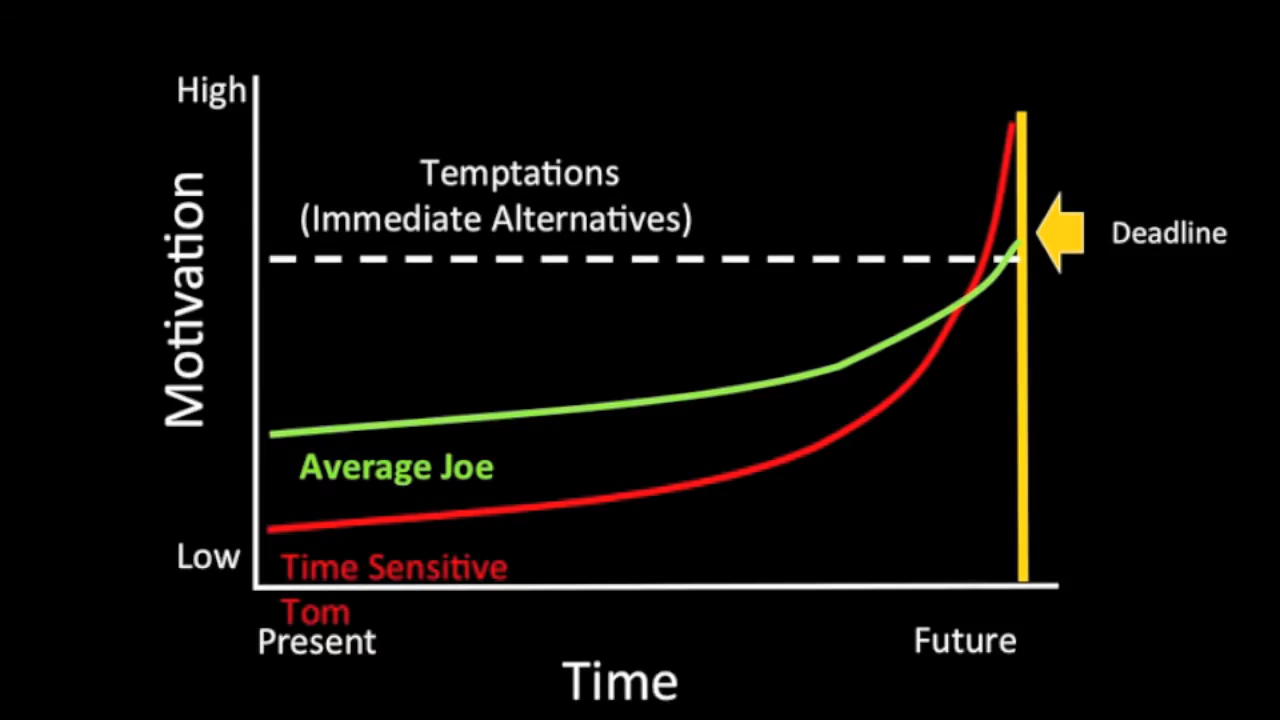 High
Temptations
(Immediate Alternatives)
Motivation
Deadline
Average Joe
Low
Time Sensitive
Tom
Present
Future
Time